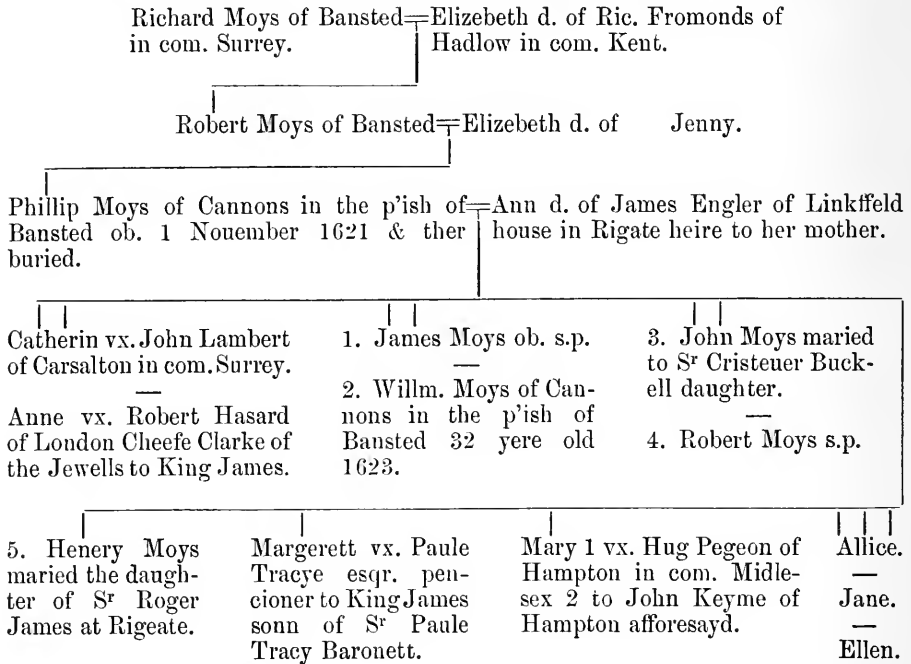 Richard Moys of Bansted=Elizebeth d. of Ric. Fromonds of
in com. Surrey. Hadlow in com. Kent.
Robert Moys of Bansted=Elizebeth d. of Jenny.
Phillip Moys of Cannons in the p'ish of=Ann d. of James Engler of Linktfeld
Bansted ob. 1 Nouember 1621 & ther house in Rigate heire to her mother.
buried.
Catherin vx. John Lambert
of Carsalton in com. Surrey.
—
Anne vx. Robert Hasard
of London Cheefe Clarke of
the Jewells to King James.
1. James Moys ob. s.p.
—
2. Willm. Moys of Can-
nons in the p'ish of
Bansted 32 yere old
1623.
3. John Moys maried
to Sʳ Cristeuer Buck-
ell daughter.
—
4. Robert Moys s.p.
5. Henery Moys
maried the daugh-
ter of Sʳ Roger
James at Rigeate.
Margerett vx. Paule
Tracye esqr. pen-
cioner to King James
sonn of Sʳ Paule
Tracy Baronett.
Mary 1 vx. Hug Pegeon of
Hampton in com. Midle-
sex 2 to John Keyme of
Hampton afforesayd.
Allice.
—
Jane.
—
Ellen.